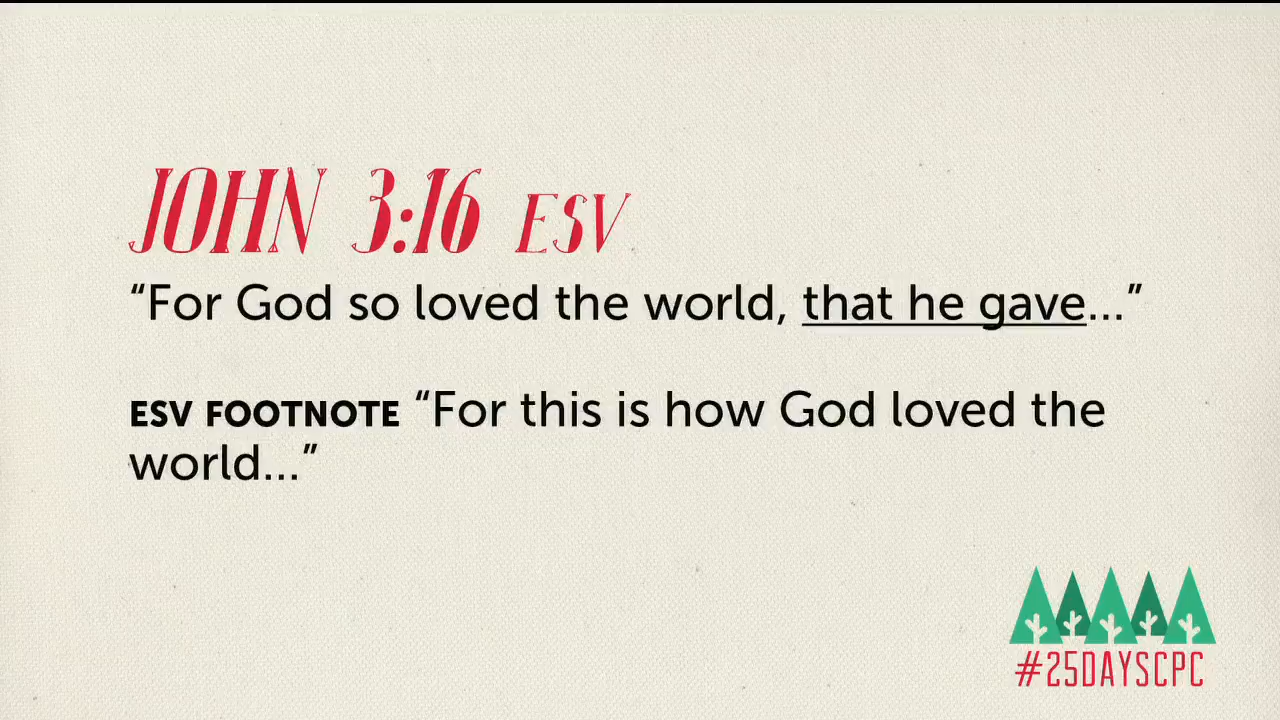 JOHN 3:16 ESV
“For God so loved the world, that he gave...”
ESV FOOTNOTE “For this is how God loved the
world...”
#25DAYSCPC